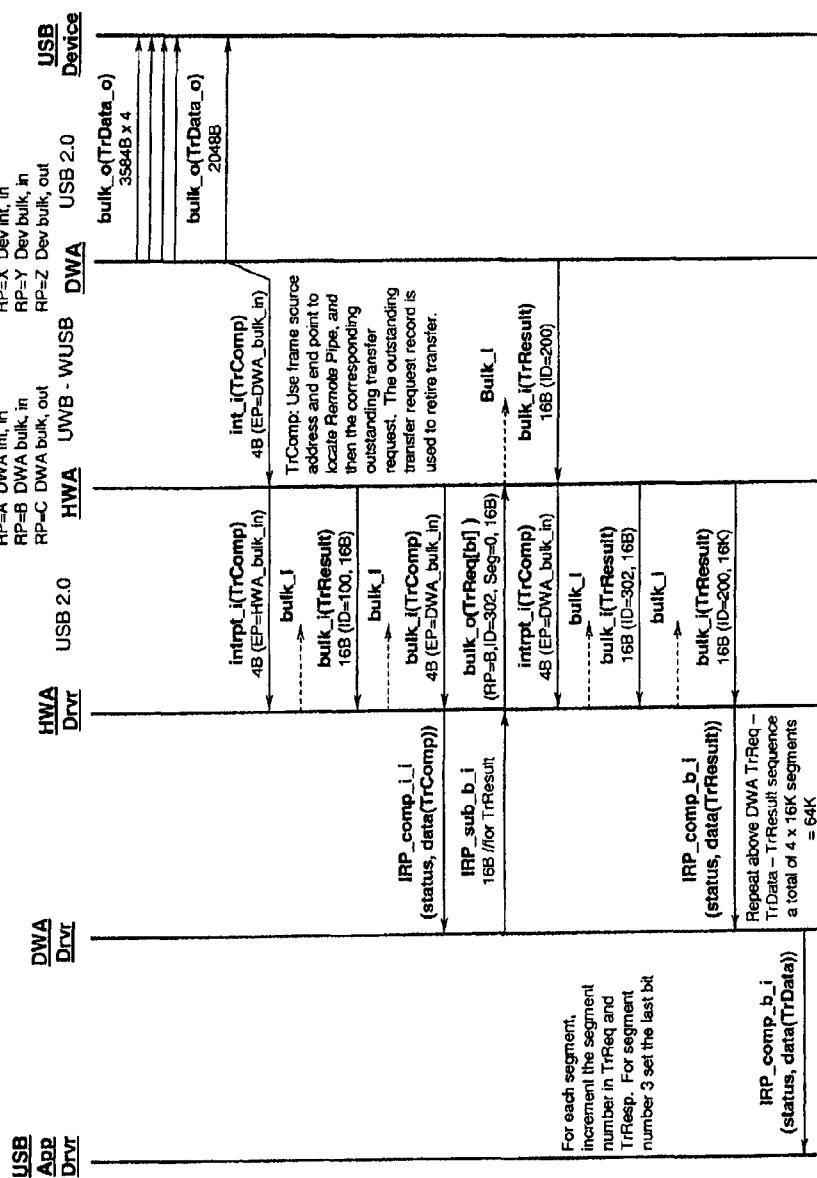 USB
App
Drvr
DWA
Drvr
HWA
Drvr
USB 2.0
RP=A DWA int, in
RP=B DWA bulk, in
RP=C DWA bulk, out
HWA
UWB - WUSB
RP=X Dev int, in
RP=Y Dev bulk, in
RP=Z Dev bulk, out
DWA
USB 2.0
USB
Device
bulk_o(TrData_o)
3584B x 4
bulk_o(TrData_o)
2048B
int_i(TrComp)
4B (EP=DWA_bulk_in)
TrComp: Use frame source
address and end point to
locate Remote Pipe, and
then the corresponding
outstanding transfer
request. The outstanding
transfer request record is
used to retire transfer.
Bulk_I
bulk_i(TrResult)
16B (ID=200)
intrpt_i(TrComp)
4B (EP=HWA_bulk_in)
bulk_I
bulk_i(TrResult)
16B (ID=100, 16B)
bulk_I
bulk_i(TrComp)
4B (EP=DWA_bulk_in)
bulk_o(TrReq[bi] )
(RP=B,ID=302, Seg=0, 16B)
intrpt_i(TrComp)
4B (EP=DWA_bulk_in)
bulk_I
bulk_i(TrResult)
16B (ID=302, 16B)
bulk_I
bulk_i(TrResult)
16B (ID=200, 16K)
IRP_comp_i_i
(status, data(TrComp))
IRP_sub_b_i
16B //for TrResult
IRP_comp_b_i
(status, data(TrResult))
Repeat above DWA TrReq –
TrData – TrResult sequence
a total of 4 x 16K segments
= 64K
For each segment,
increment the segment
number in TrReq and
TrResp. For segment
number 3 set the last bit
IRP_comp_b_i
(status, data(TrData))